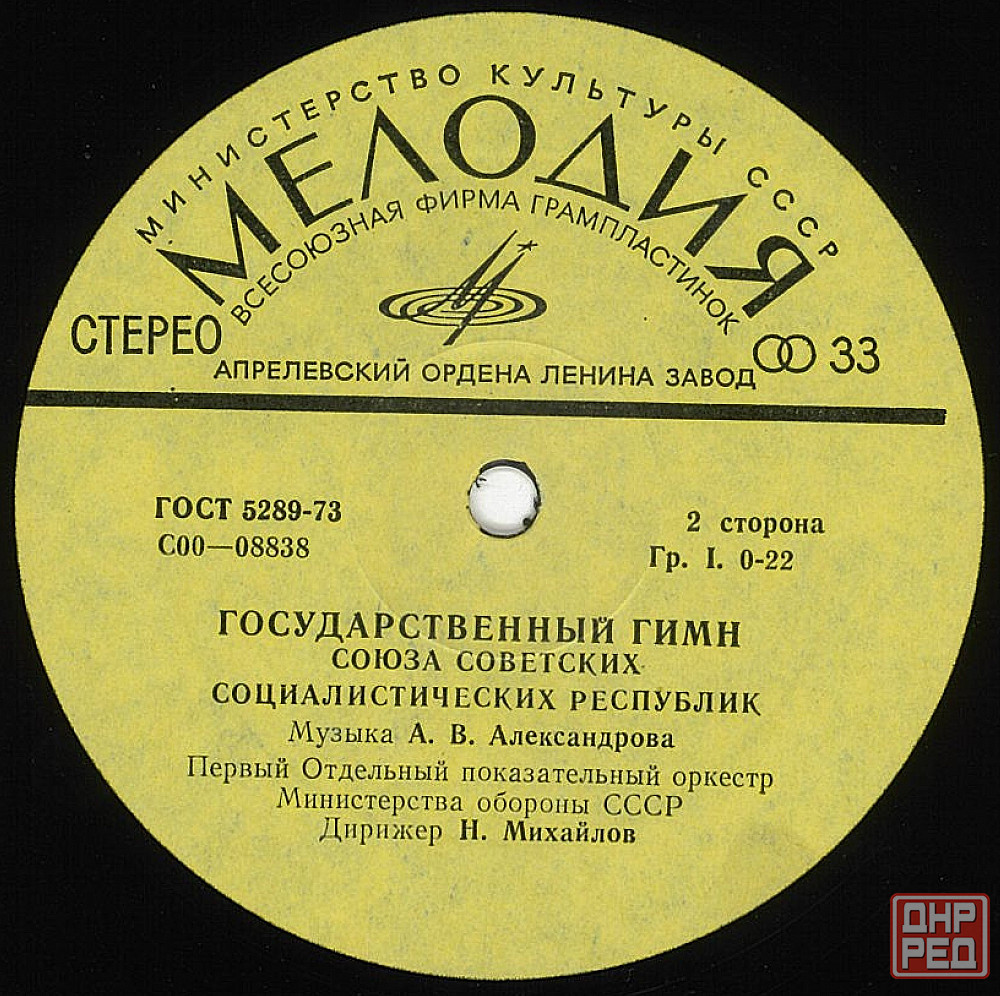 МИНИСТЕРСТВО КУЛЬТУРЫ СССР
МЕЛОДИЯ
ВСЕСОЮЗНАЯ ФИРМА ГРАМПЛАСТИНОК
СТЕРЕО
33
АПРЕЛЕВСКИЙ ОРДЕНА ЛЕНИНА ЗАВОД
ГОСТ 5289-73
С00—08838
2 сторона
Гр. I. 0-22
ГОСУДАРСТВЕННЫЙ ГИМН
СОЮЗА СОВЕТСКИХ
СОЦИАЛИСТИЧЕСКИХ РЕСПУБЛИК
Музыка А. В. Александрова
Первый Отдельный показательный оркестр
Министерства обороны СССР
Дирижер Н. Михайлов
ДНР
РЕД